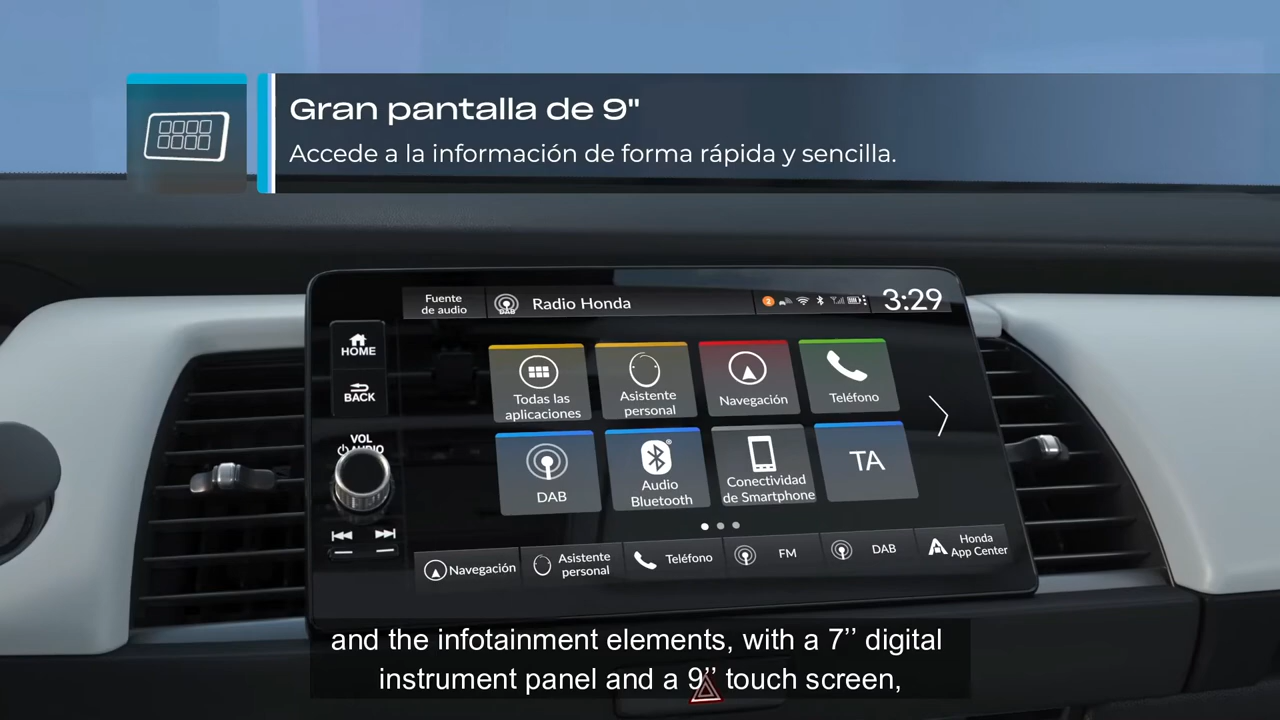 Gran pantalla de 9"
Accede a la información de forma rápida y sencilla.
Fuente
de audio
DAB
Radio Honda
2
3:29
HOME
BACK
VOL
AUDIO
Todas las
aplicaciones
Asistente
personal
Navegación
Teléfono
DAB
Audio
Bluetooth
Conectividad
de Smartphone
TA
Navegación
Asistente
personal
Teléfono
FM
DAB
Honda
App Center
and the infotainment elements, with a 7’’ digital
instrument panel and a 9’’ touch screen,